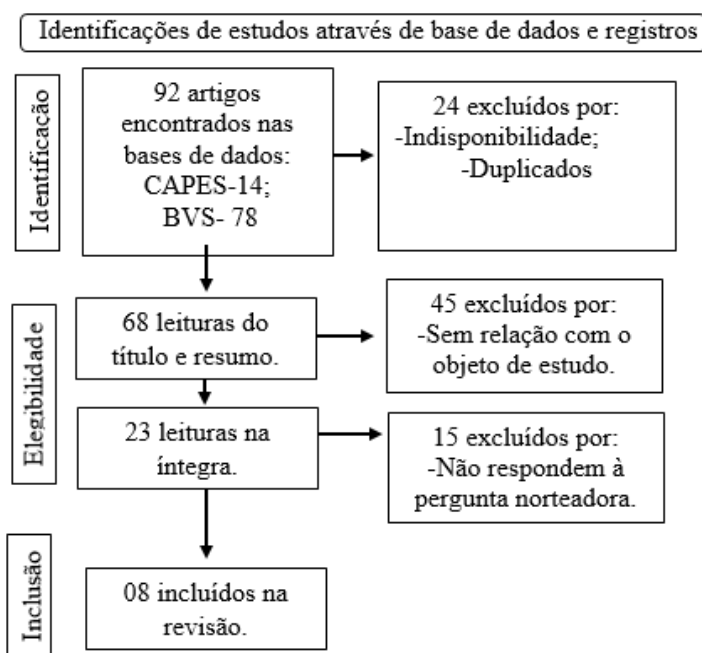 Identificações de estudos através de base de dados e registros
Identificação
92 artigos
encontrados nas
bases de dados:
CAPES-14;
BVS- 78
24 excluídos por:
-Indisponibilidade;
-Duplicados
Elegibilidade
68 leituras do
título e resumo.
45 excluídos por:
-Sem relação com o
objeto de estudo.
23 leituras na
íntegra.
15 excluídos por:
-Não respondem à
pergunta norteadora.
Inclusão
08 incluídos na
revisão.